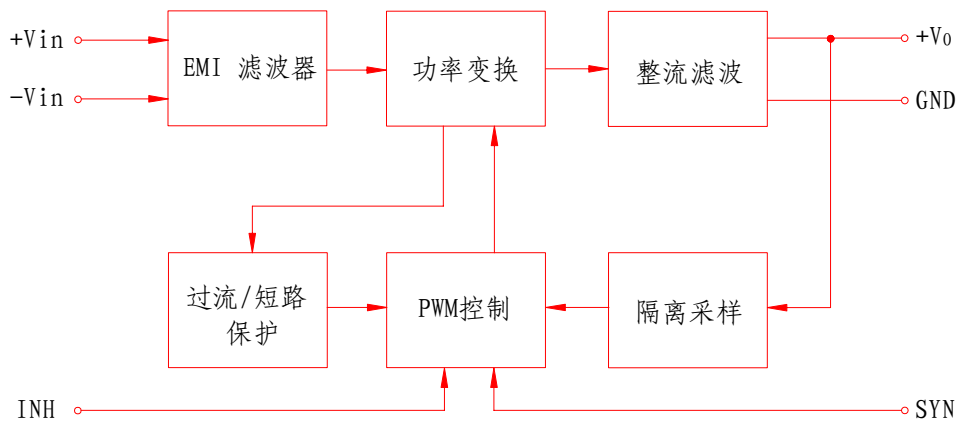 +Vin
-Vin
EMI 滤波器
功率变换
整流滤波
+V₀
GND
过流/短路
保护
PWM控制
隔离采样
INH
SYN